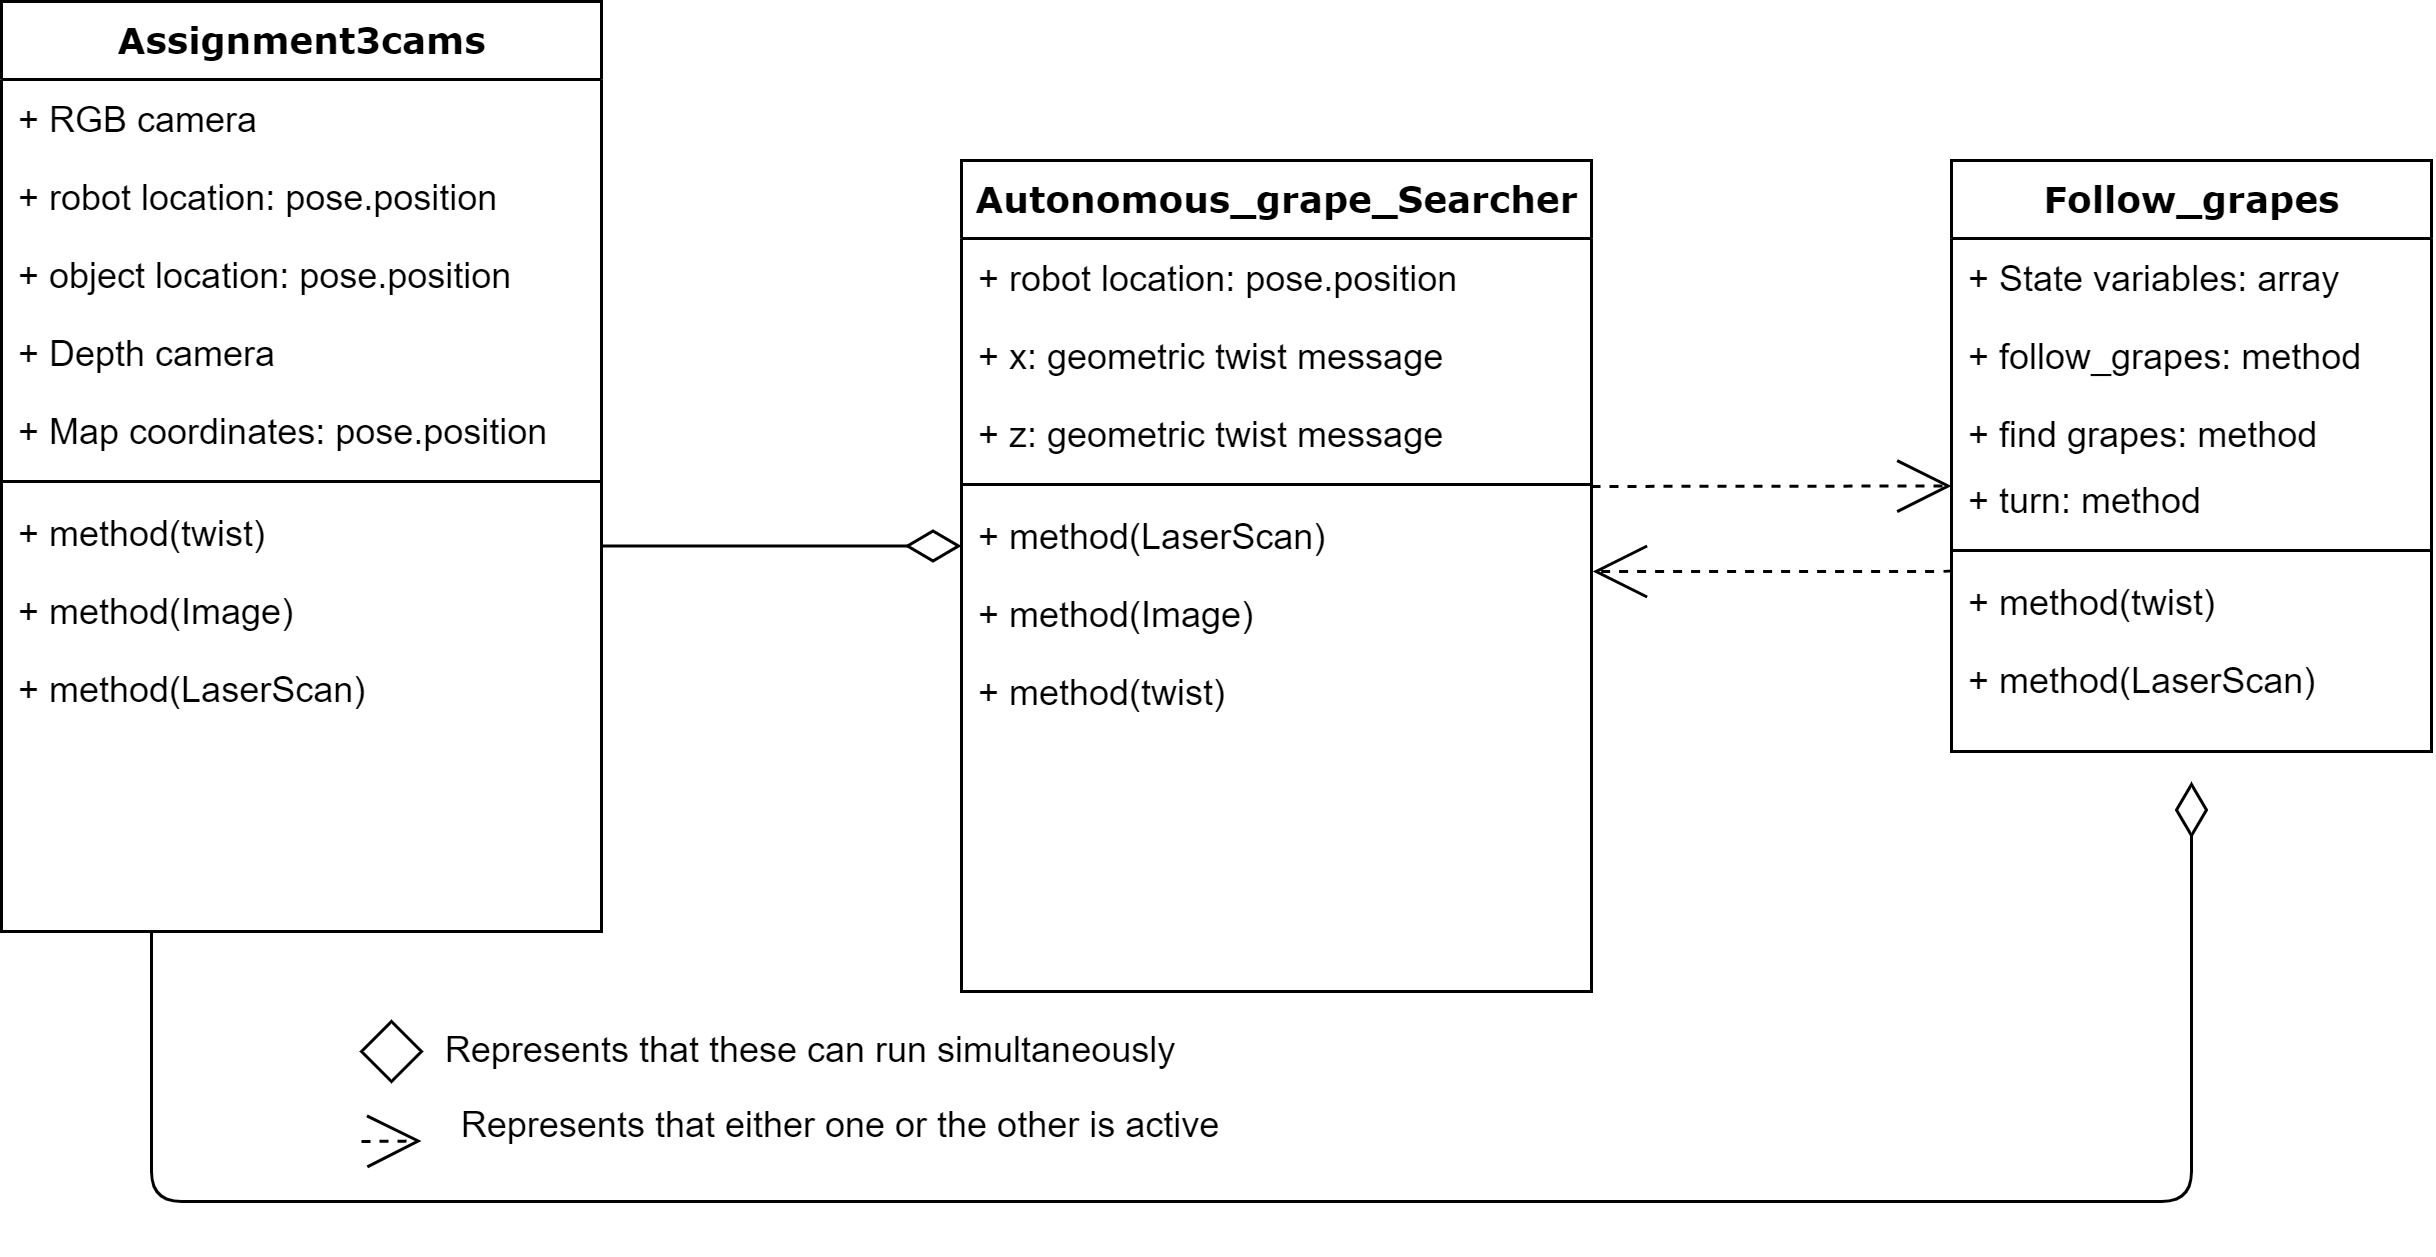 Assignment3cams
+ RGB camera
+ robot location: pose.position
+ object location: pose.position
+ Depth camera
+ Map coordinates: pose.position
+ method(twist)
+ method(Image)
+ method(LaserScan)
Autonomous_grape_Searcher
+ robot location: pose.position
+ x: geometric twist message
+ z: geometric twist message
+ method(LaserScan)
+ method(Image)
+ method(twist)
Follow_grapes
+ State variables: array
+ follow_grapes: method
+ find grapes: method
+ turn: method
+ method(twist)
+ method(LaserScan)
Represents that these can run simultaneously
Represents that either one or the other is active